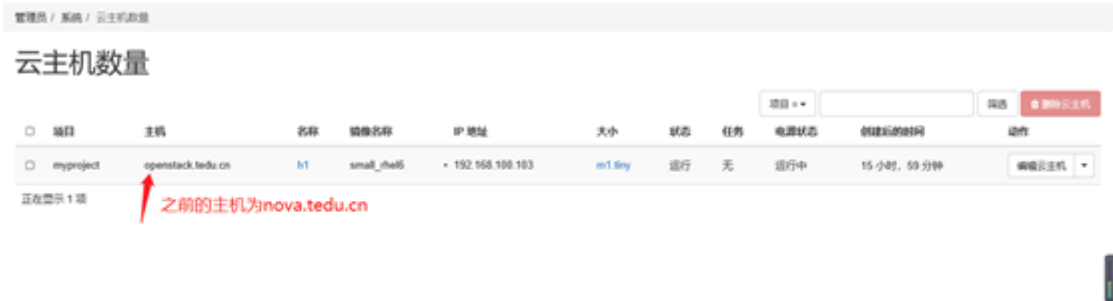 管理员 / 系统 / 云主机数量
云主机数量
项目 = 筛选 删除云主机
项目 主机 名称 镜像名称 IP 地址 大小 状态 任务 电源状态 创建后的时间 动作
myproject openstack.tedu.cn h1 small_rhel6 • 192.168.100.103 m1.tiny 运行 无 运行中 15 小时, 59 分钟 编辑云主机
正在显示 1 项
之前的主机为nova.tedu.cn